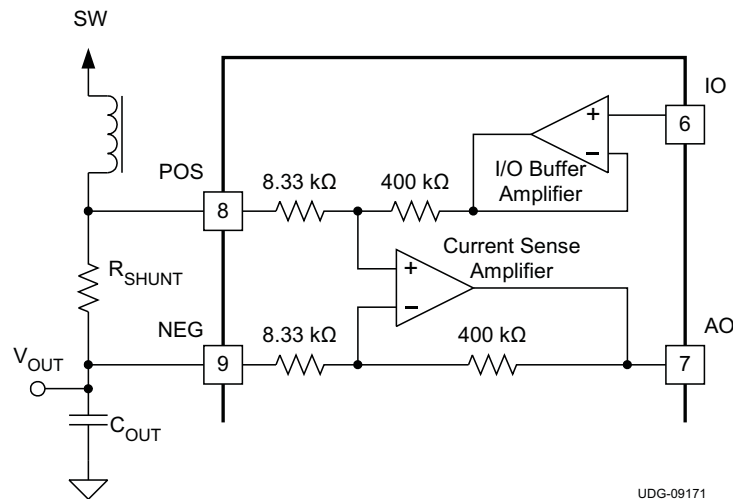 SW
IO
6
I/O Buffer
Amplifier
POS
8
8.33 kΩ
400 kΩ
+
−
Current Sense
Amplifier
+
−
R_SHUNT
NEG
9
8.33 kΩ
400 kΩ
AO
7
V_OUT
C_OUT
UDG-09171